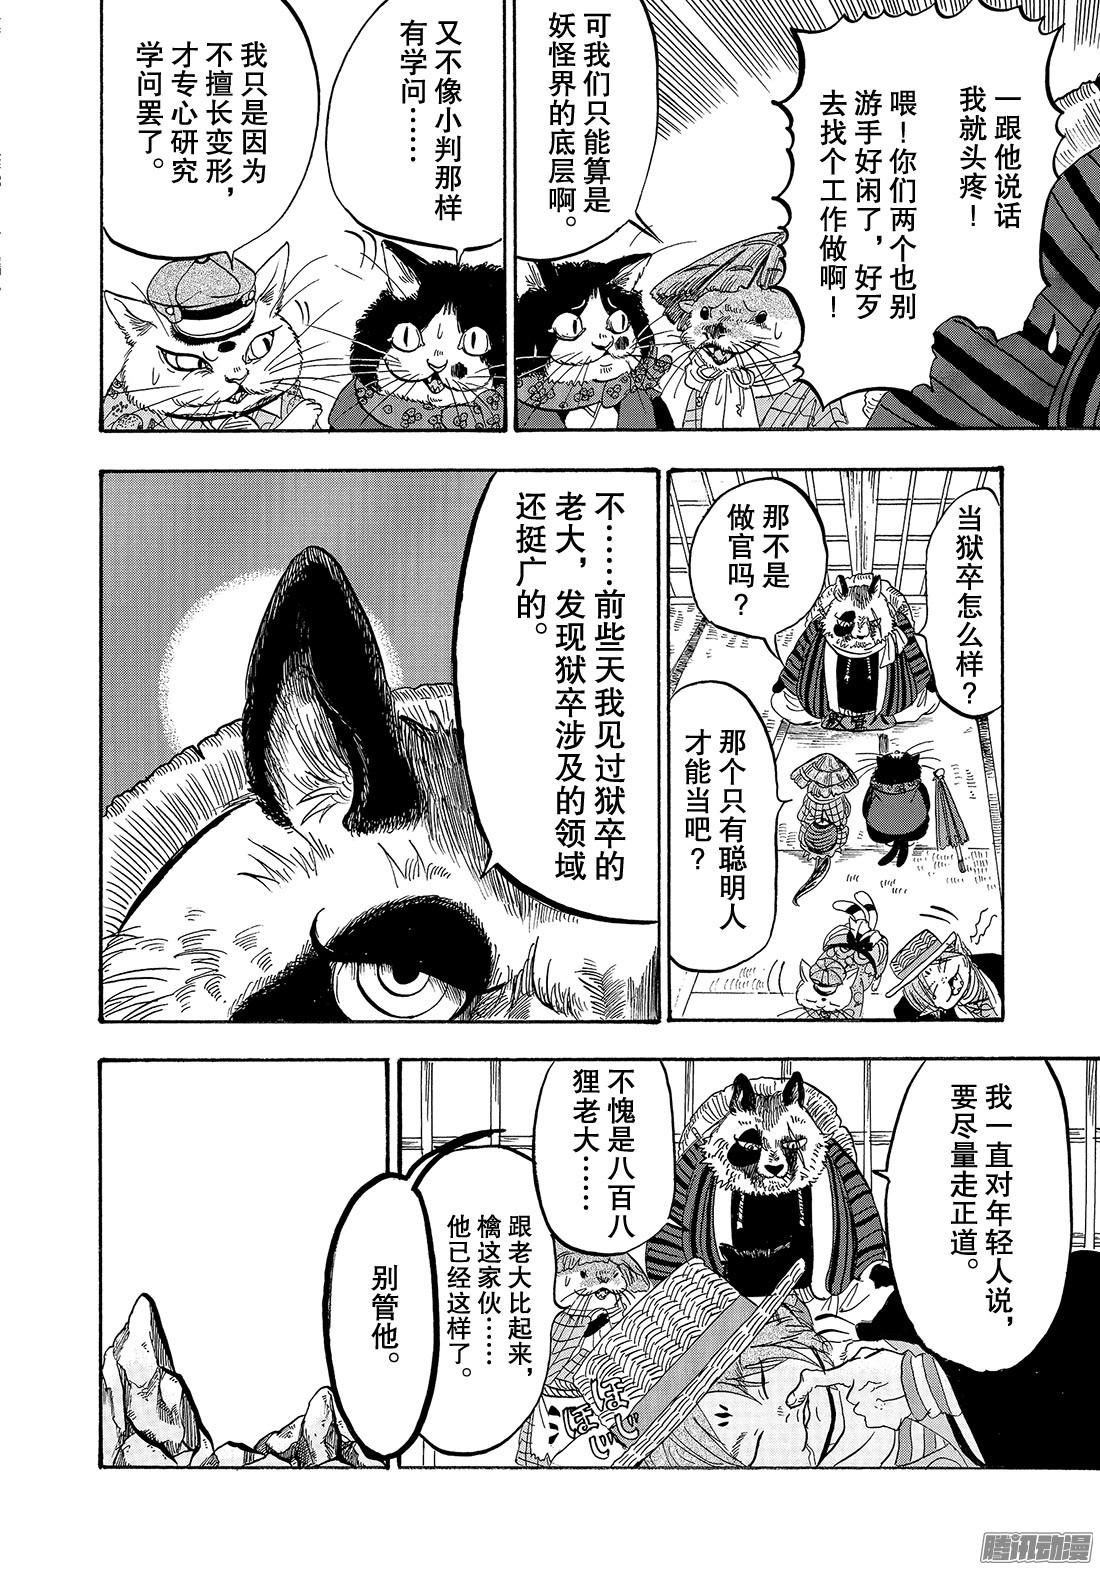 一跟他说话
我就头疼！
喂！你们两个也别
游手好闲了，好歹
去找个工作做啊！
可我们只能算是
妖怪界的底层啊。
又不像小判那样
有学问……
我只是因为
不擅长变形，
才专心研究
学问罢了。
当狱卒怎么样？
那不是
做官吗？
那个只有聪明人
才能当吧？
不……前些天我见过狱卒的
老大，发现狱卒涉及的领域
还挺广的。
我一直对年轻人说，
要尽量走正道。
不愧是八百八
狸老大……
跟老大比起来，
檎这家伙……
他已经这样了。
别管他。
ほじ
ほじ
腾讯动漫